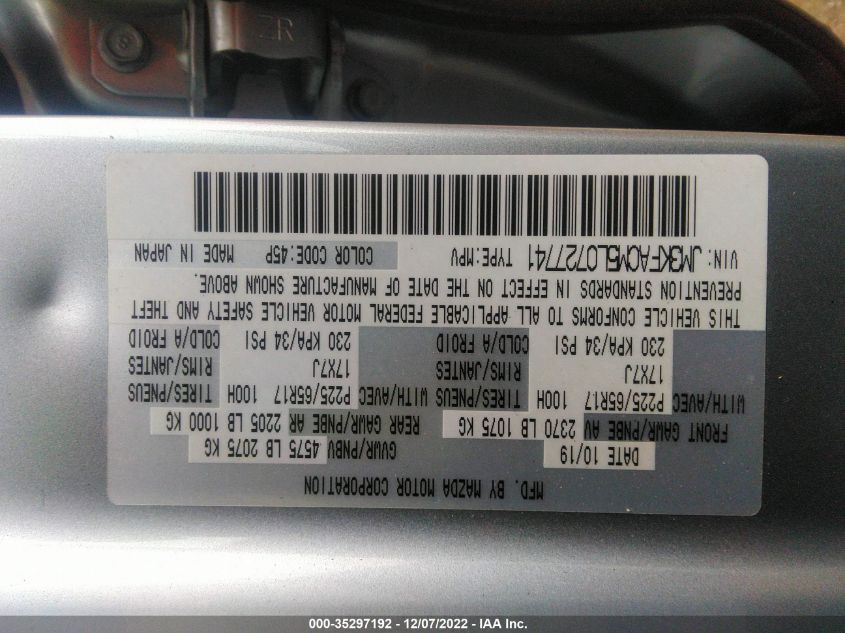 ZR
MFD. BY MAZDA MOTOR CORPORATION
DATE 10/19 GVWR/PNBV 4575 LB 2075 KG
FRONT GAWR/PNBE AV 2370 LB 1075 KG REAR GAWR/PNBE AR 2205 LB 1000 KG
WITH/AVEC P225/65R17 100H TIRES/PNEUS WITH/AVEC P225/65R17 100H TIRES/PNEUS
17X7J RIMS/JANTES 17X7J RIMS/JANTES
230 KPA/34 PSI COLD/A FROID 230 KPA/34 PSI COLD/A FROID
THIS VEHICLE CONFORMS TO ALL APPLICABLE FEDERAL MOTOR VEHICLE SAFETY AND THEFT
PREVENTION STANDARDS IN EFFECT ON THE DATE OF MANUFACTURE SHOWN ABOVE.
VIN: JM3KFACM5L0727741 TYPE:MPV COLOR CODE:45P MADE IN JAPAN
000-35297192 - 12/07/2022 - IAA Inc.